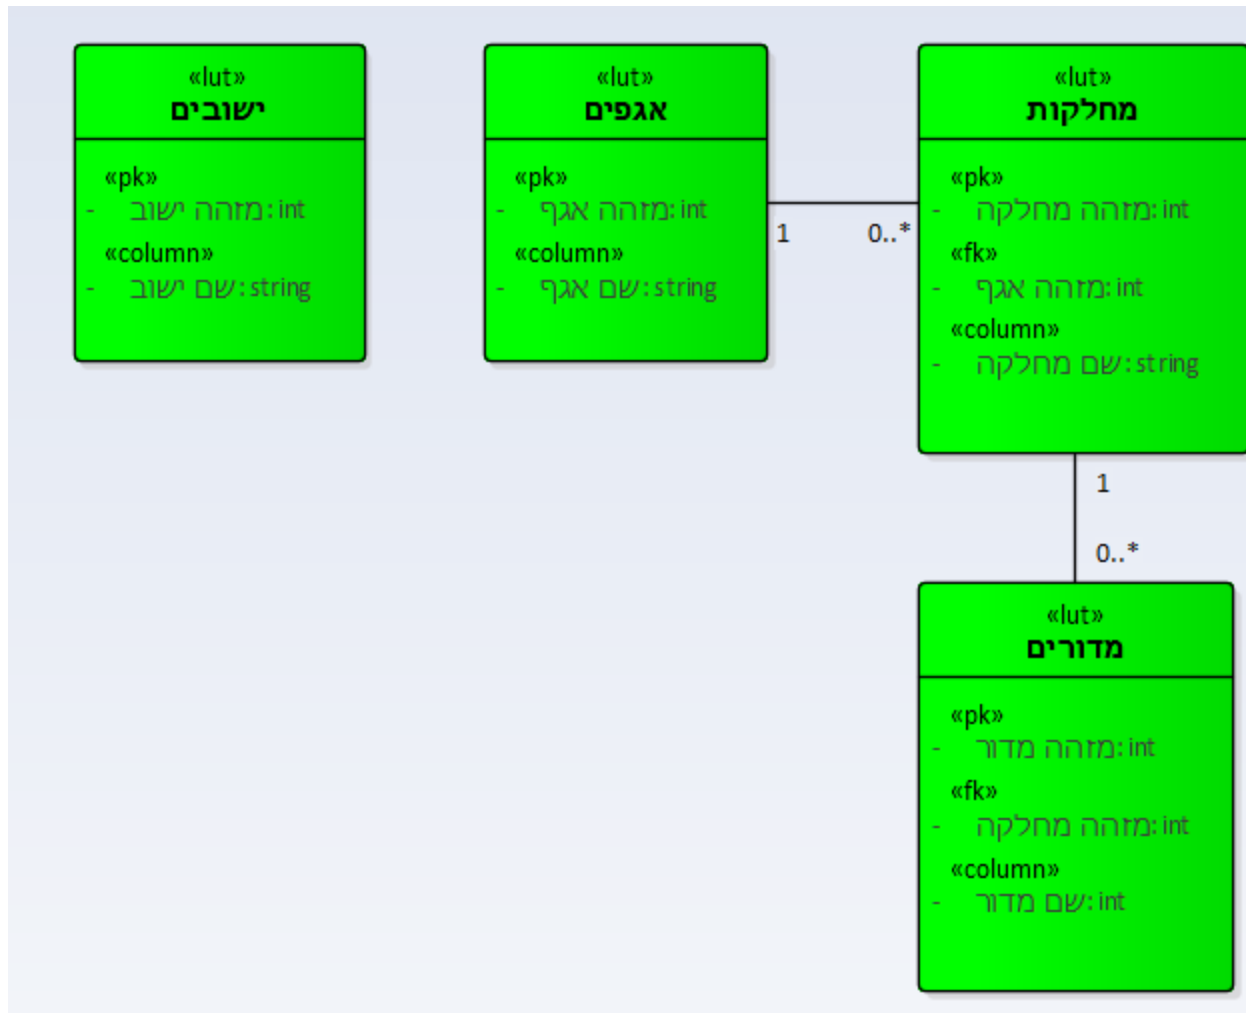 «lut»
ישובים
«pk»
- מזהה ישוב :int
«column»
- שם ישוב :string
«lut»
אגפים
«pk»
- מזהה אגף :int
«column»
- שם אגף :string
1
0..*
«lut»
מחלקות
«pk»
- מזהה מחלקה :int
«fk»
- מזהה אגף :int
«column»
- שם מחלקה :string
1
0..*
«lut»
מדורים
«pk»
- מזהה מדור :int
«fk»
- מזהה מחלקה :int
«column»
- שם מדור :int